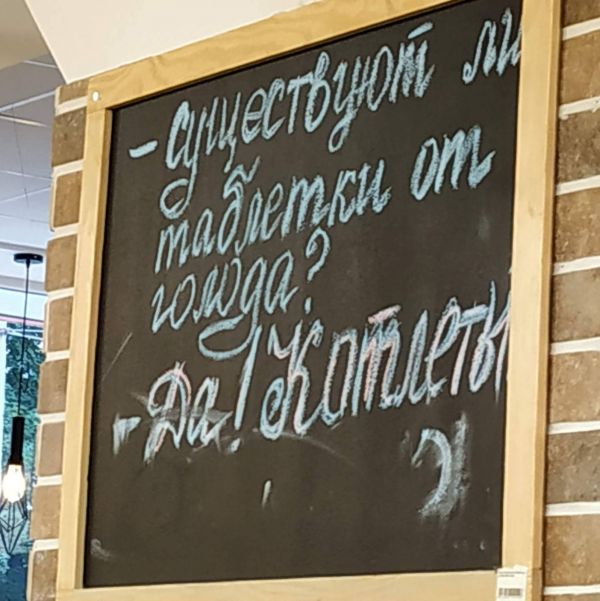 - Существуют ли
таблетки от
голода?
- Да! Котлеты